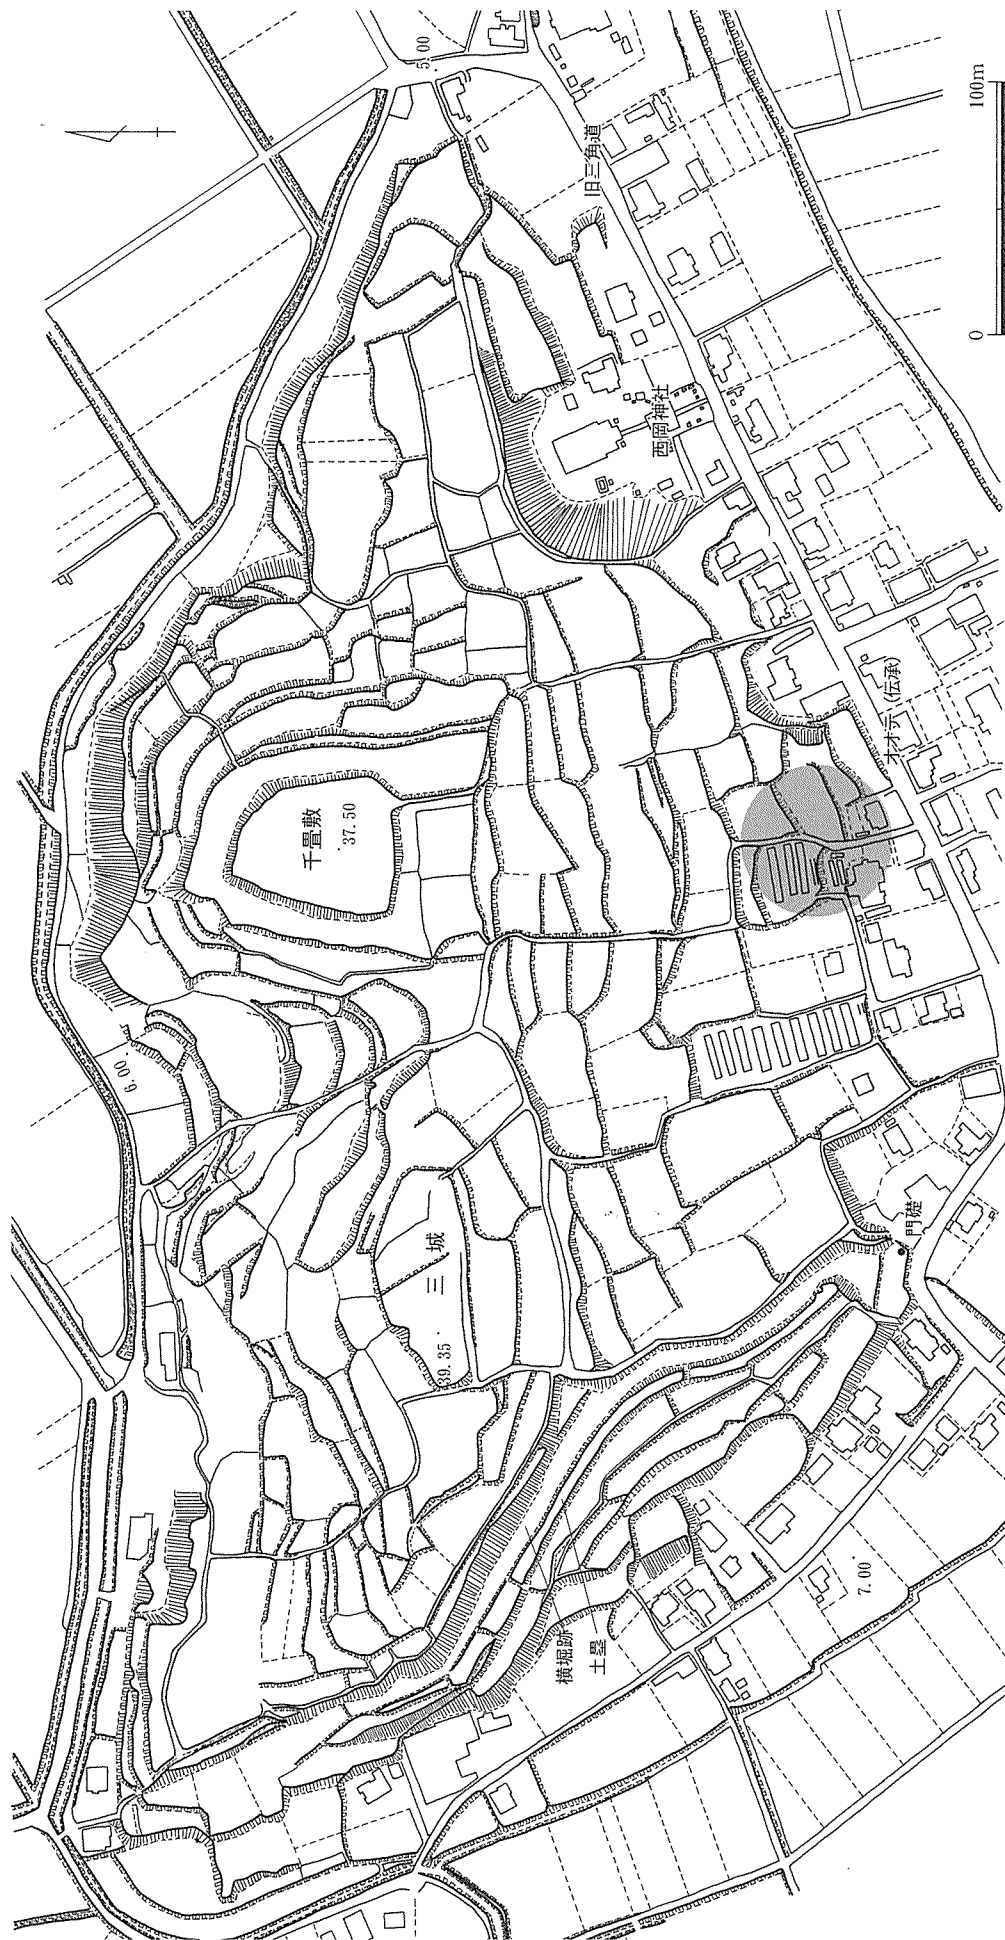 5.00
旧三角道
100m
0
西岡神社
オオテ(伝承)
千畳敷
37.50
6.00
三城
39.35
門礎
横堀跡
土塁
7.00